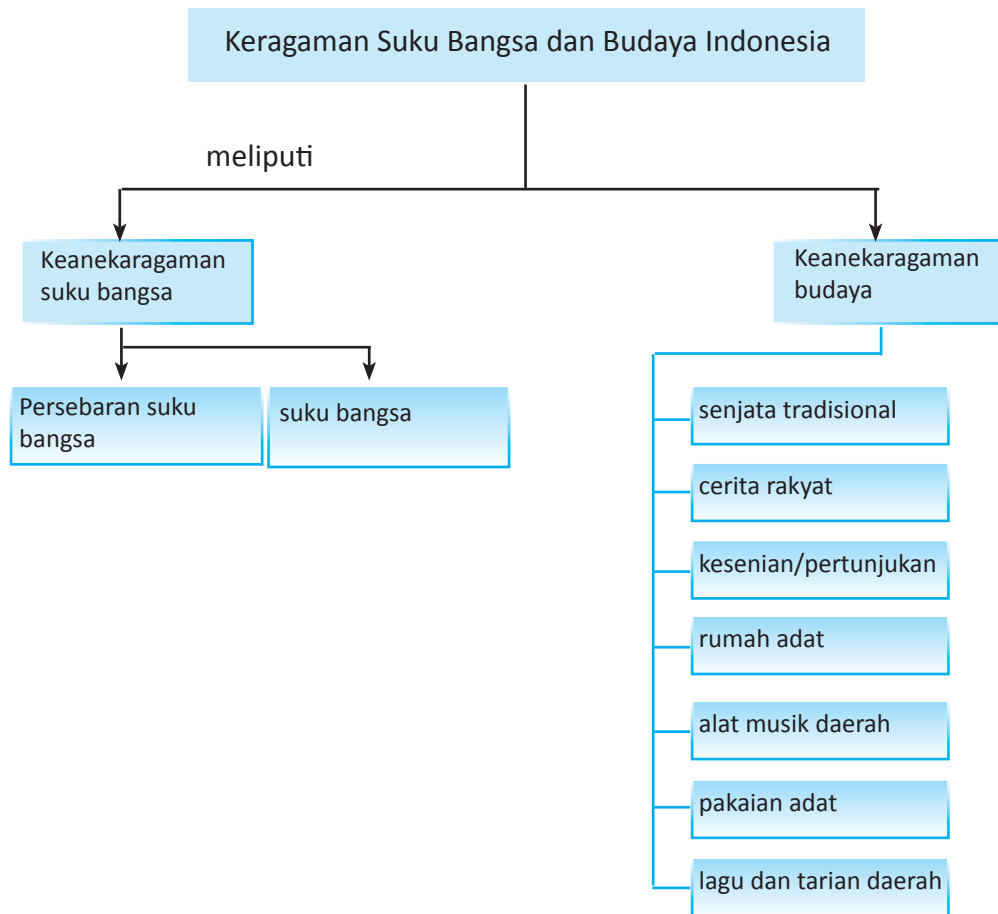 Keragaman Suku Bangsa dan Budaya Indonesia
meliputi
Keanekaragaman
suku bangsa
Keanekaragaman
budaya
Persebaran suku
bangsa
suku bangsa
senjata tradisional
cerita rakyat
kesenian/pertunjukan
rumah adat
alat musik daerah
pakaian adat
lagu dan tarian daerah